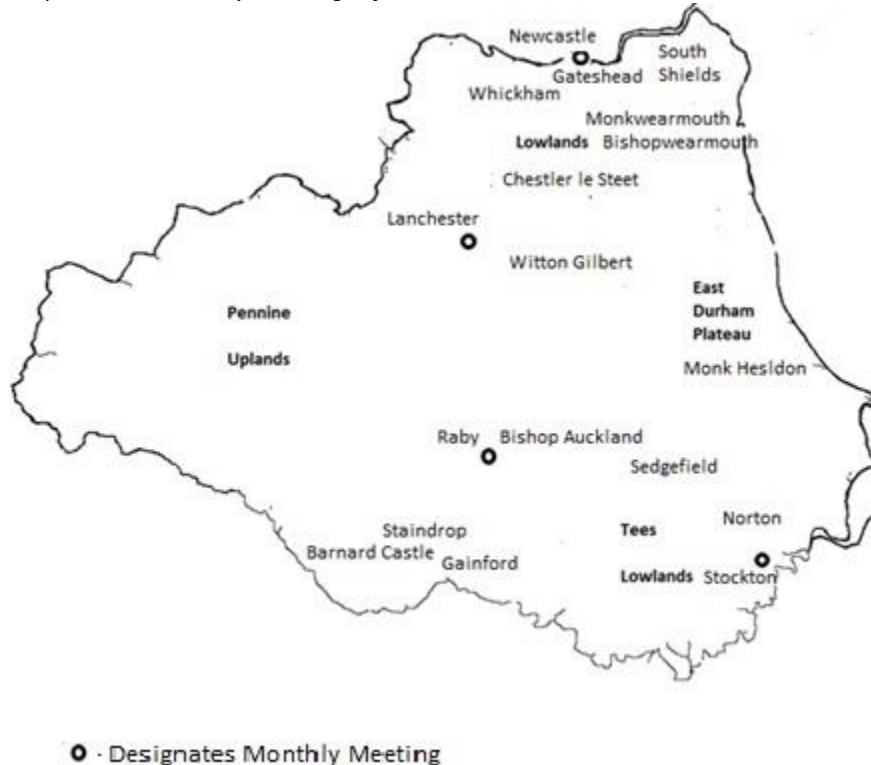 Newcastle
South
Gateshead Shields
Whickham
Monkwearmouth
Lowlands Bishopwearmouth
Chestler le Steet
Lanchester
Witton Gilbert
East
Durham
Plateau
Pennine
Uplands
Monk Hesldon
Raby Bishop Auckland
Sedgefield
Norton
Staindrop
Tees
Barnard Castle
Gainford
Lowlands Stockton
- Designates Monthly Meeting